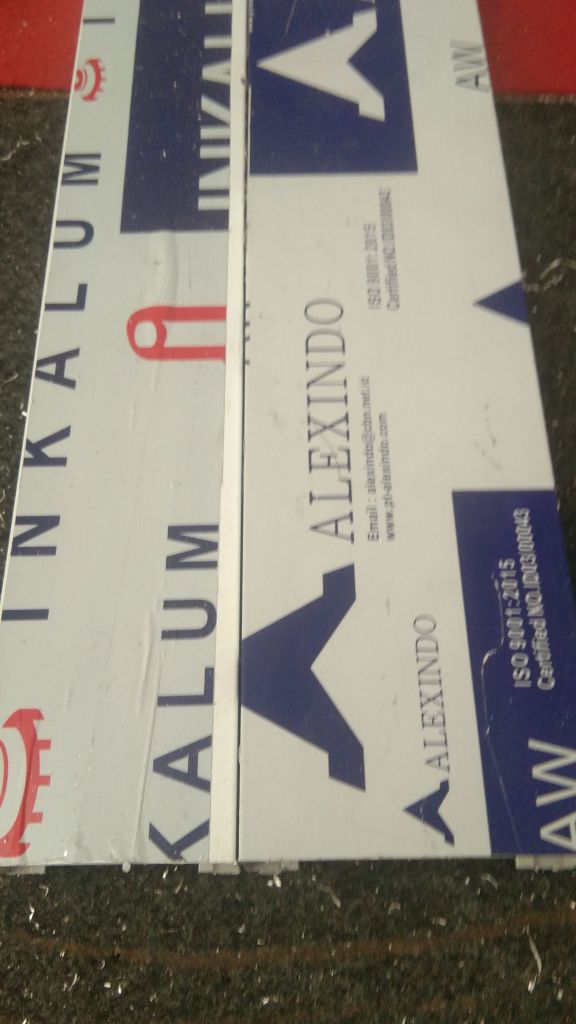 INKALUM
INKALU
KALUM
ALEXINDO
ISO 9001:2015
Certified NO.ID03/00043
Email : alexindo@cbn.net.id
www.pt-alexindo.com
ALEXINDO
AW
ISO 9001:2015
Certified NO.ID03/00043
AW